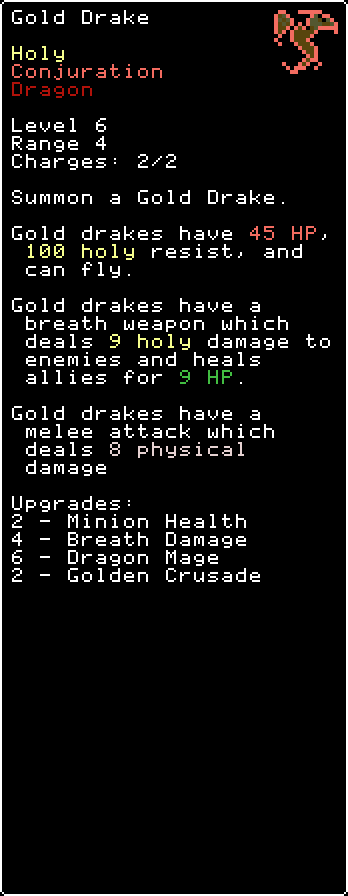 Gold Drake
Holy
Conjuration
Dragon
Level 6
Range 4
Charges: 2/2
Summon a Gold Drake.
Gold drakes have 45 HP,
100 holy resist, and
can fly.
Gold drakes have a
breath weapon which
deals 9 holy damage to
enemies and heals
allies for 9 HP.
Gold drakes have a
melee attack which
deals 8 physical
damage
Upgrades:
2 - Minion Health
4 - Breath Damage
6 - Dragon Mage
2 - Golden Crusade